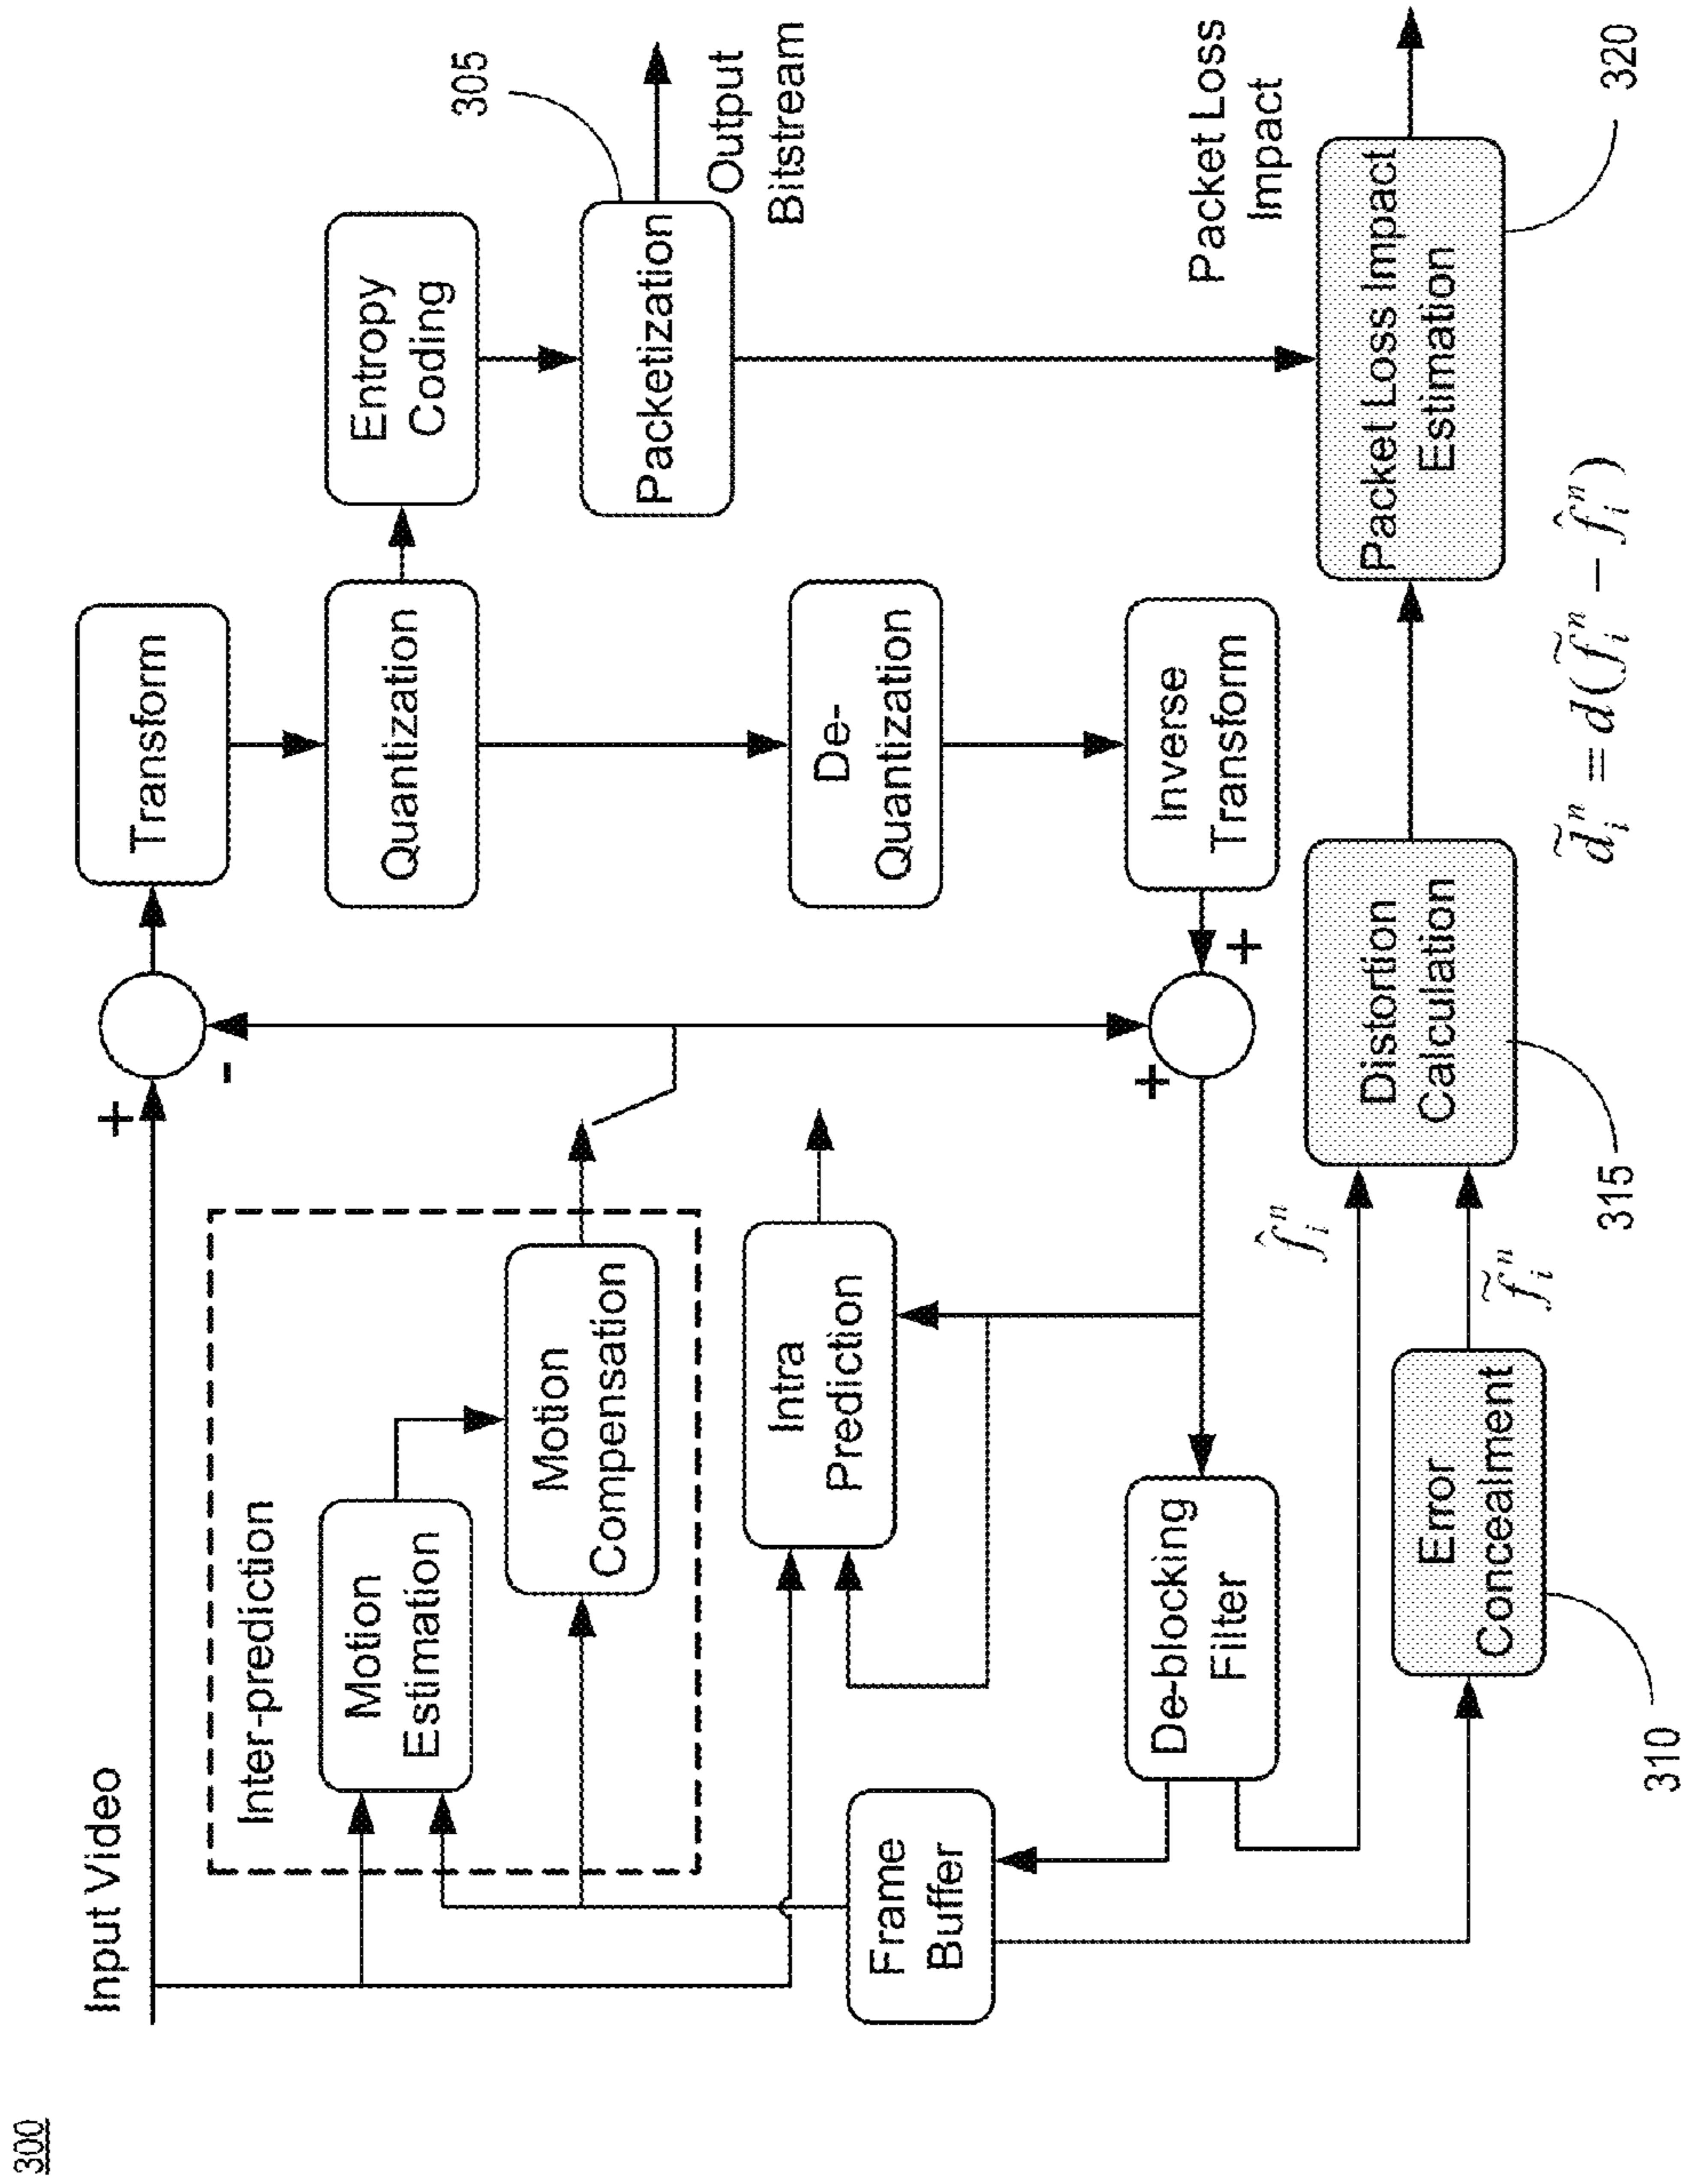 300
Input Video
+
-
Transform
Inter-prediction
Motion
Estimation
Motion
Compensation
Quantization
Entropy
Coding
Packetization
305
Output
Bitstream
Intra
Prediction
De-
Quantization
Frame
Buffer
De-blocking
Filter
+
+
Inverse
Transform
f̂ᵢⁿ
Error
Concealment
310
f̃ᵢⁿ
Distortion
Calculation
315
d̃ᵢⁿ = d(f̃ᵢⁿ − f̂ᵢⁿ)
Packet Loss Impact
Estimation
320
Packet Loss
Impact